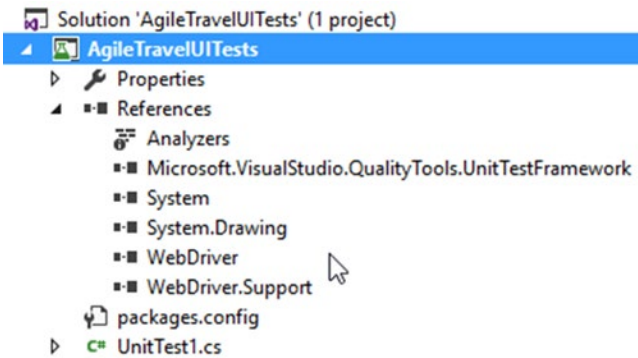 Solution 'AgileTravelUITests' (1 project)
AgileTravelUITests
Properties
References
Analyzers
Microsoft.VisualStudio.QualityTools.UnitTestFramework
System
System.Drawing
WebDriver
WebDriver.Support
packages.config
C# UnitTest1.cs